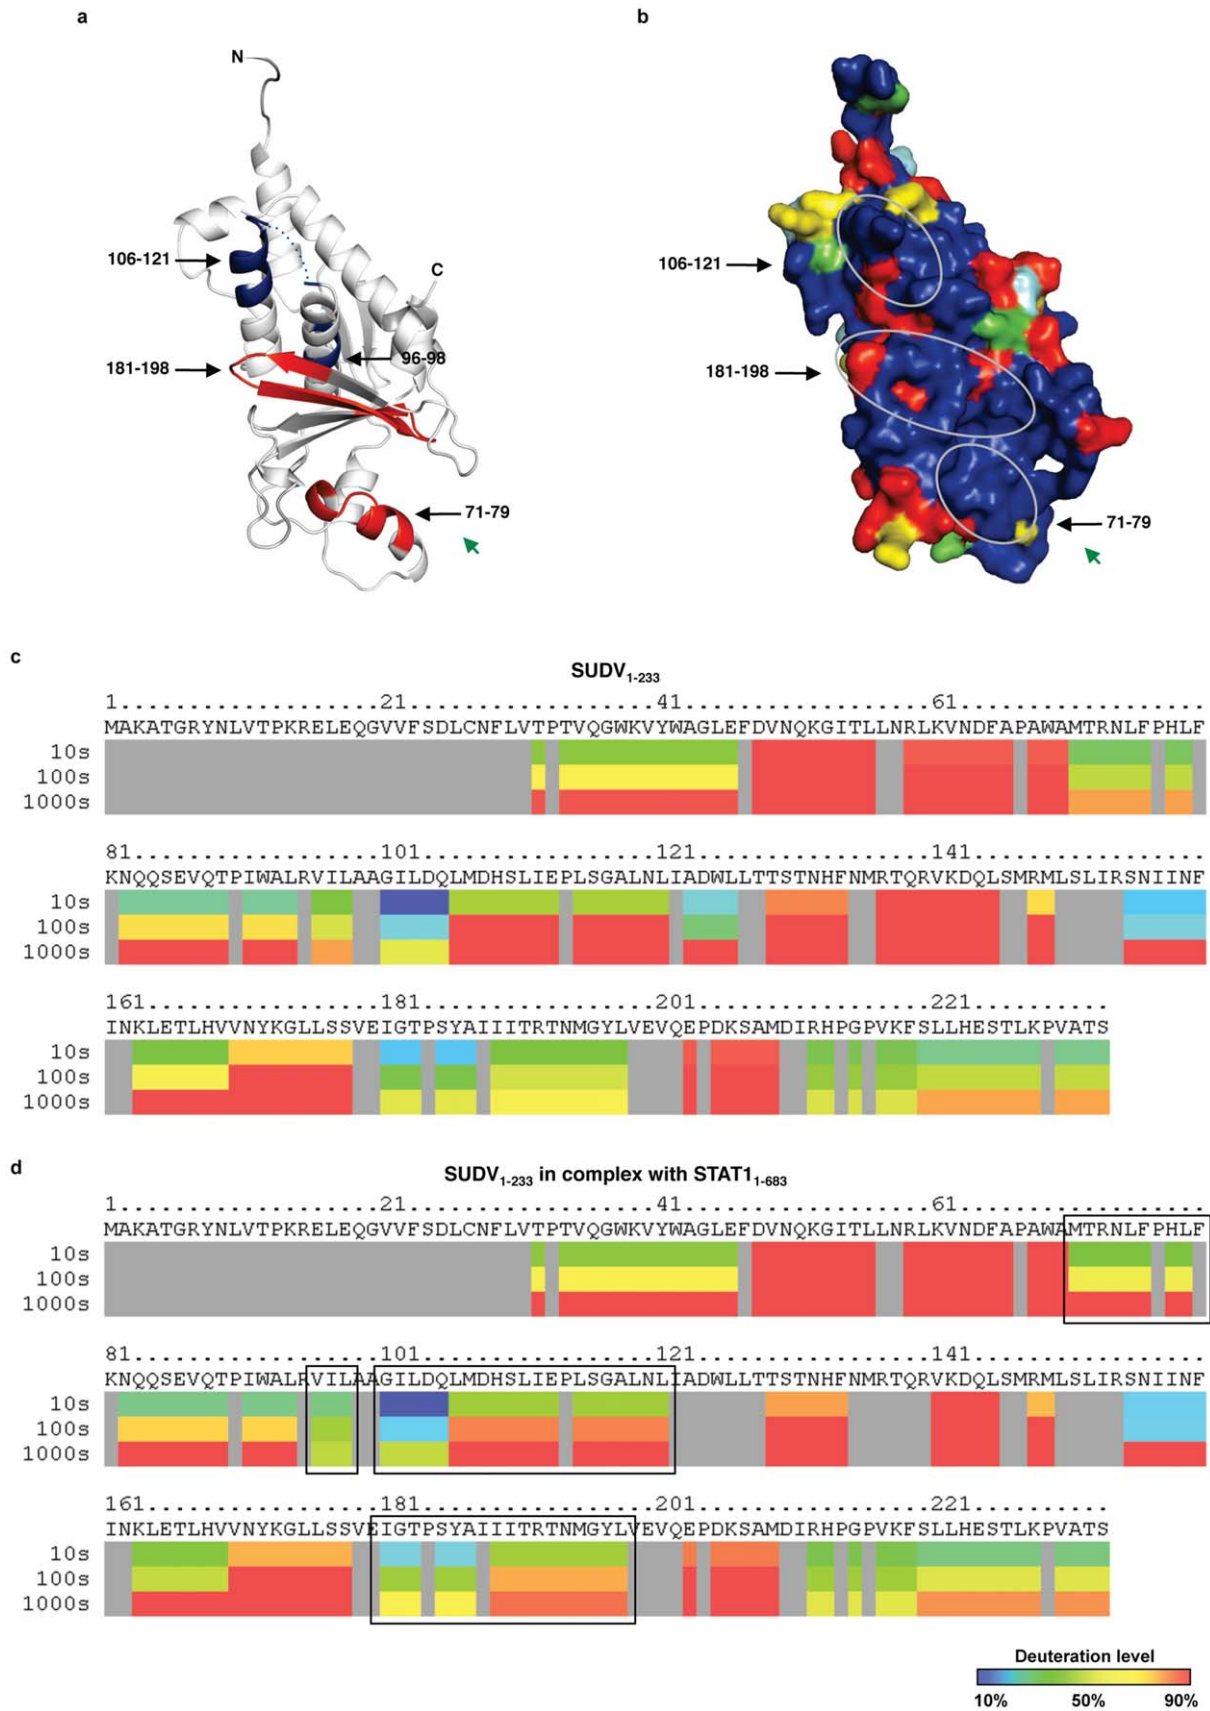 a
b
N
106-121
C
181-198
96-98
71-79
106-121
181-198
71-79
c
SUDV1-233
1...................21..................41..................61..................
MAKATGRYNLVTPKRELEQGVVFSDLCNFLVTPTVQGWKVYWAGLEFDVNQKGITLLNRLKVNDFAPAWAMTRNLFPHLF
10s
100s
1000s
81..................101.................121.................141.................
KNQQSEVQTPIWALRVILAAGILDQLMDHSLIEPLSGALNLIADWLLTTSTNHFNMRTQRVKDQLSMRMLSLIRSNIINF
10s
100s
1000s
161.................181.................201.................221..........
INKLETLHVVNYKGLLSSVEIGTPSYAIIITRTNMGYLVEVQEPDKSAMDIRHPGPVKFSLLHESTLKPVATS
10s
100s
1000s
d
SUDV1-233 in complex with STAT11-683
1...................21..................41..................61..................
MAKATGRYNLVTPKRELEQGVVFSDLCNFLVTPTVQGWKVYWAGLEFDVNQKGITLLNRLKVNDFAPAWAMTRNLFPHLF
10s
100s
1000s
81..................101.................121.................141.................
KNQQSEVQTPIWALRVILAAGILDQLMDHSLIEPLSGALNLIADWLLTTSTNHFNMRTQRVKDQLSMRMLSLIRSNIINF
10s
100s
1000s
161.................181.................201.................221..........
INKLETLHVVNYKGLLSSVEIGTPSYAIIITRTNMGYLVEVQEPDKSAMDIRHPGPVKFSLLHESTLKPVATS
10s
100s
1000s
Deuteration level
10% 50% 90%